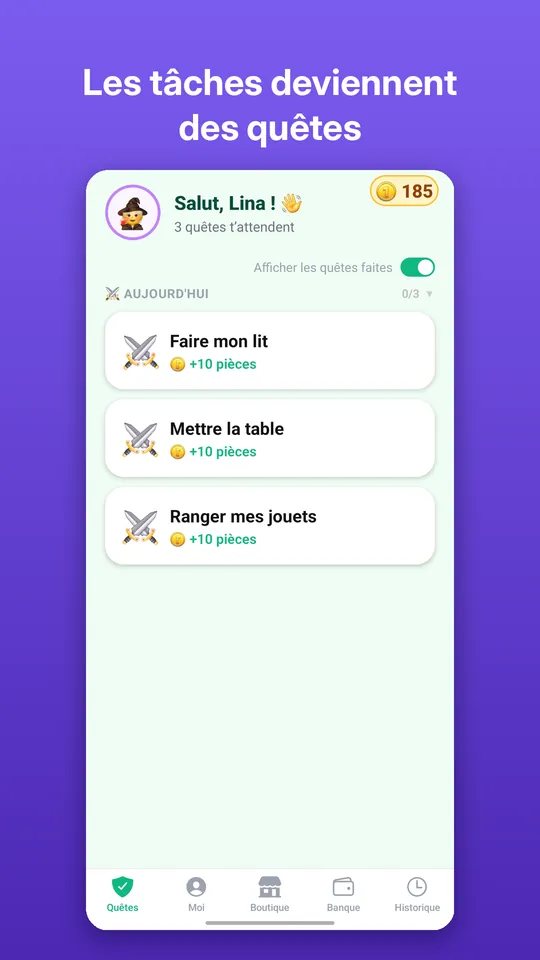 Les tâches deviennent
des quêtes
185
Salut, Lina ! 👋
3 quêtes t’attendent
Afficher les quêtes faites
AUJOURD'HUI
0/3
Faire mon lit
+10 pièces
Mettre la table
+10 pièces
Ranger mes jouets
+10 pièces
Quêtes
Moi
Boutique
Banque
Historique